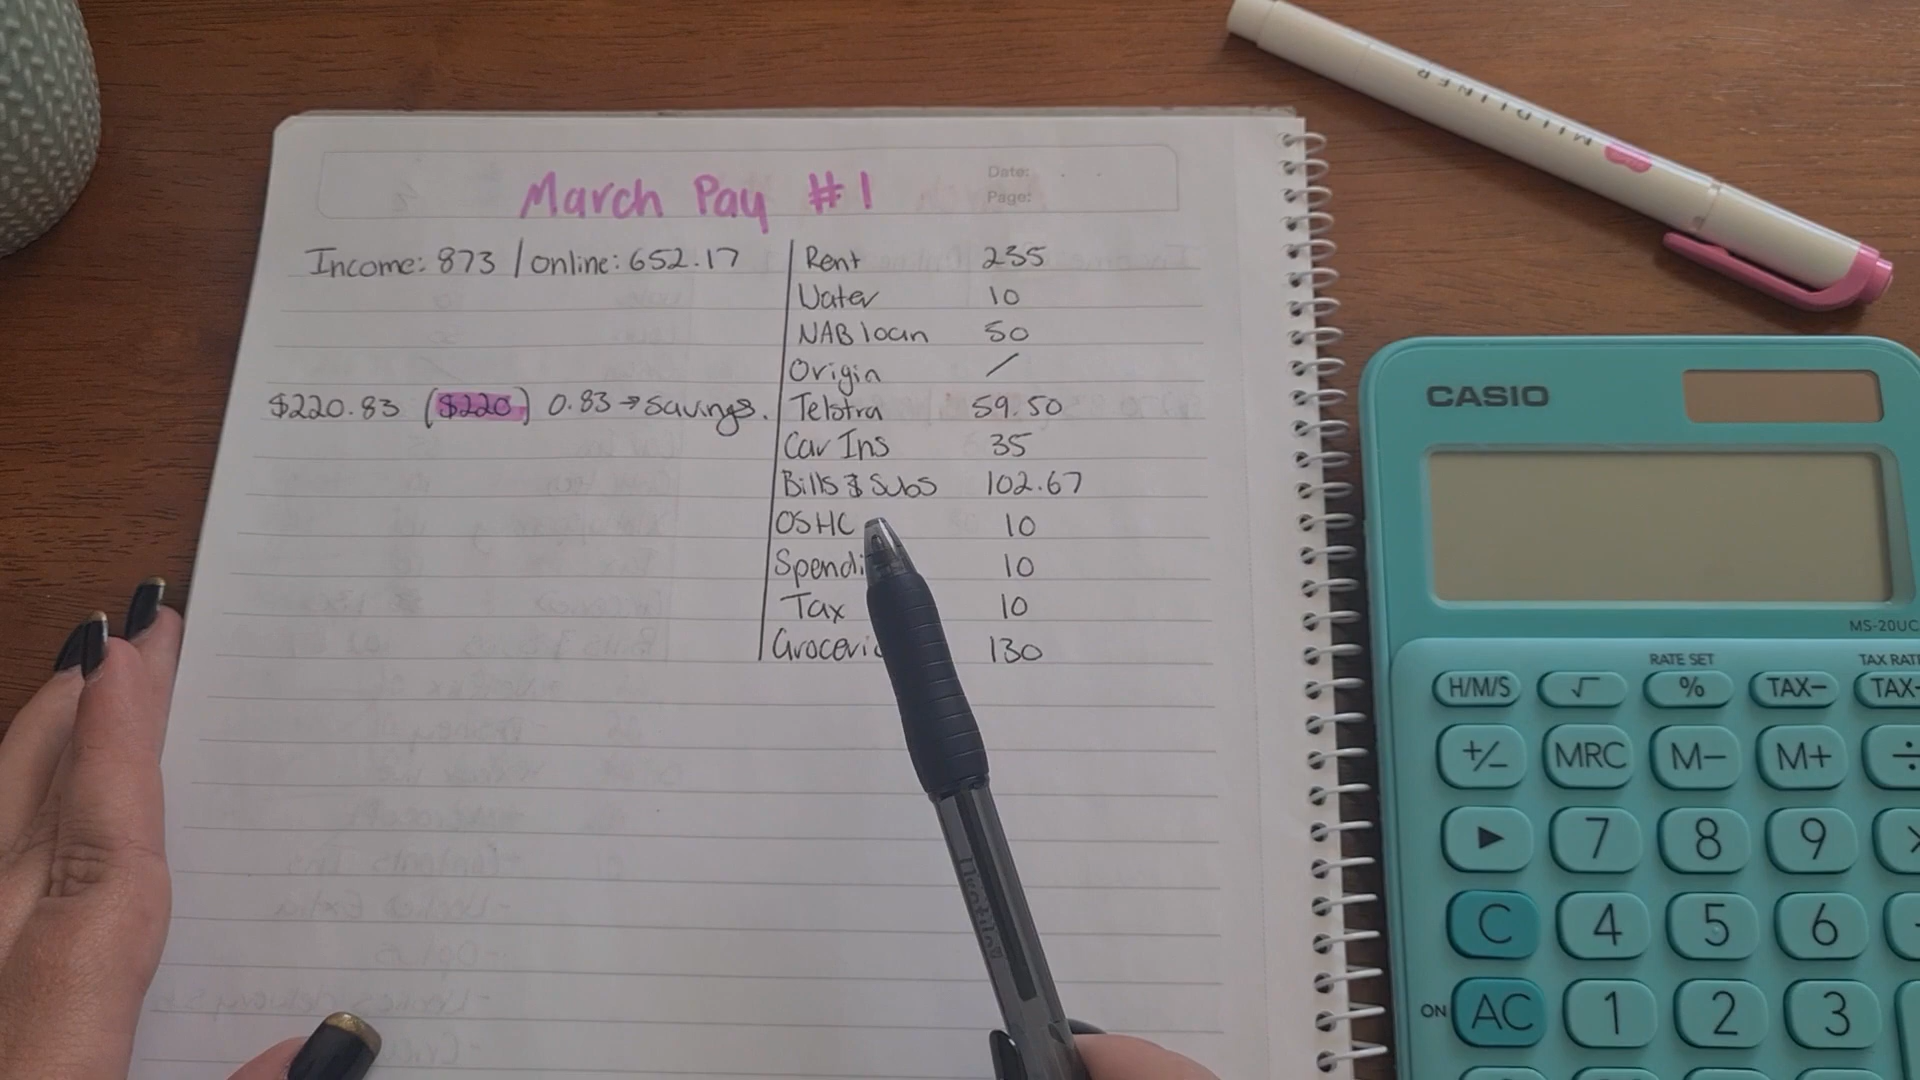 March Pay #1
Date:
Page:
Income: 873 / online: 652.17
$220.83 ($220) 0.83 → Savings.
Rent 235
Water 10
NAB loan 50
Origin /
Telstra 59.50
Car Ins 35
Bills & Subs 102.67
OSHC 10
Spendi 10
Tax 10
Groceri 130
MILDLINER
CASIO
MS-20UC
RATE SET
TAX RATE
H/M/S √ % TAX− TAX+
+/− MRC M− M+ ÷
▶ 7 8 9 ×
C 4 5 6
ON AC 1 2 3